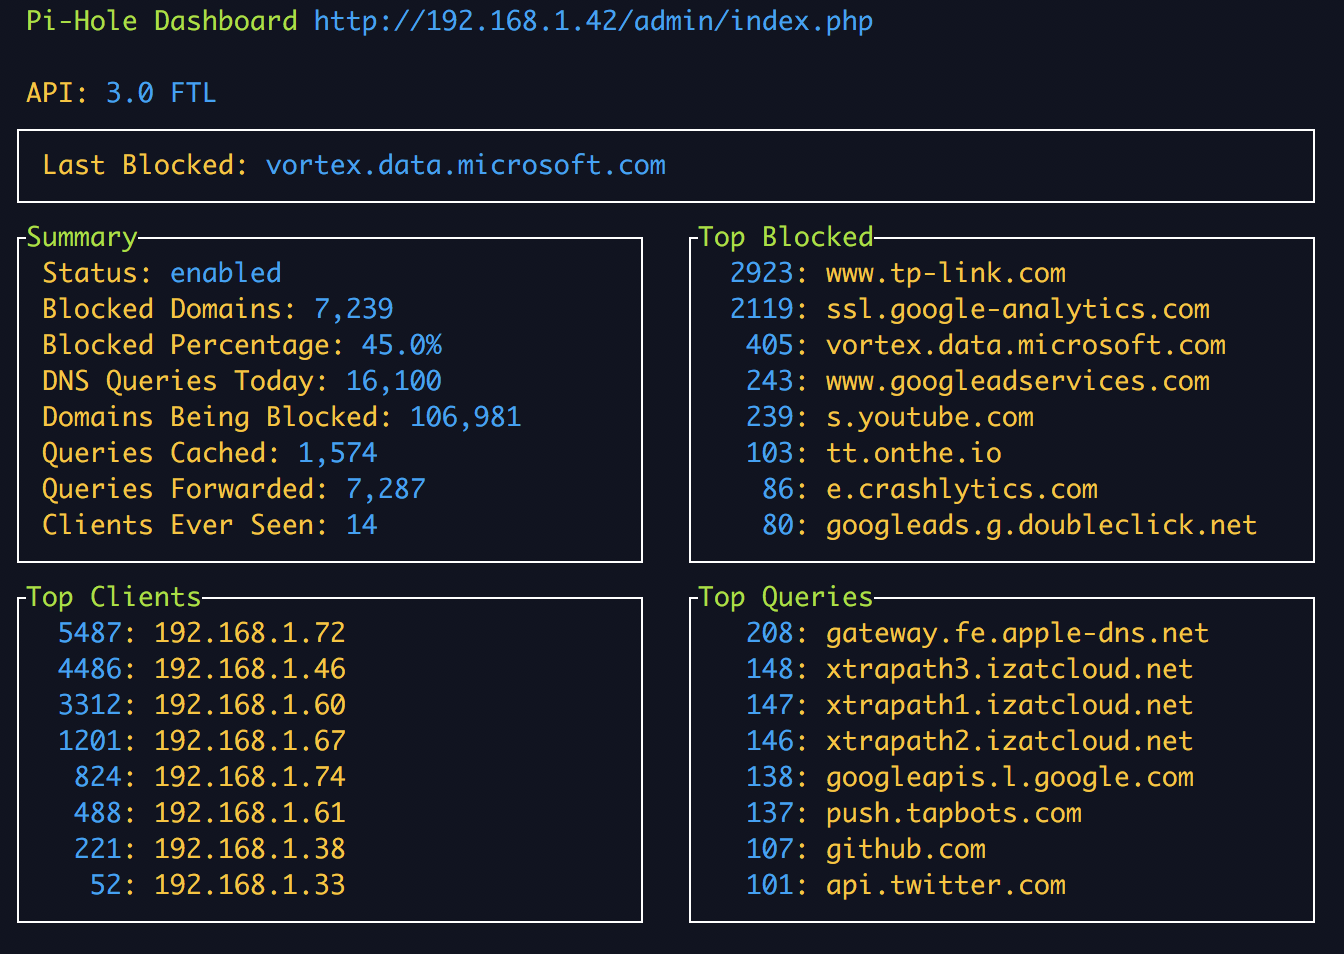 Pi-Hole Dashboard http://192.168.1.42/admin/index.php
API: 3.0 FTL
Last Blocked: vortex.data.microsoft.com
Summary
Status: enabled
Blocked Domains: 7,239
Blocked Percentage: 45.0%
DNS Queries Today: 16,100
Domains Being Blocked: 106,981
Queries Cached: 1,574
Queries Forwarded: 7,287
Clients Ever Seen: 14
Top Blocked
2923: www.tp-link.com
2119: ssl.google-analytics.com
405: vortex.data.microsoft.com
243: www.googleadservices.com
239: s.youtube.com
103: tt.onthe.io
86: e.crashlytics.com
80: googleads.g.doubleclick.net
Top Clients
5487: 192.168.1.72
4486: 192.168.1.46
3312: 192.168.1.60
1201: 192.168.1.67
824: 192.168.1.74
488: 192.168.1.61
221: 192.168.1.38
52: 192.168.1.33
Top Queries
208: gateway.fe.apple-dns.net
148: xtrapath3.izatcloud.net
147: xtrapath1.izatcloud.net
146: xtrapath2.izatcloud.net
138: googleapis.l.google.com
137: push.tapbots.com
107: github.com
101: api.twitter.com